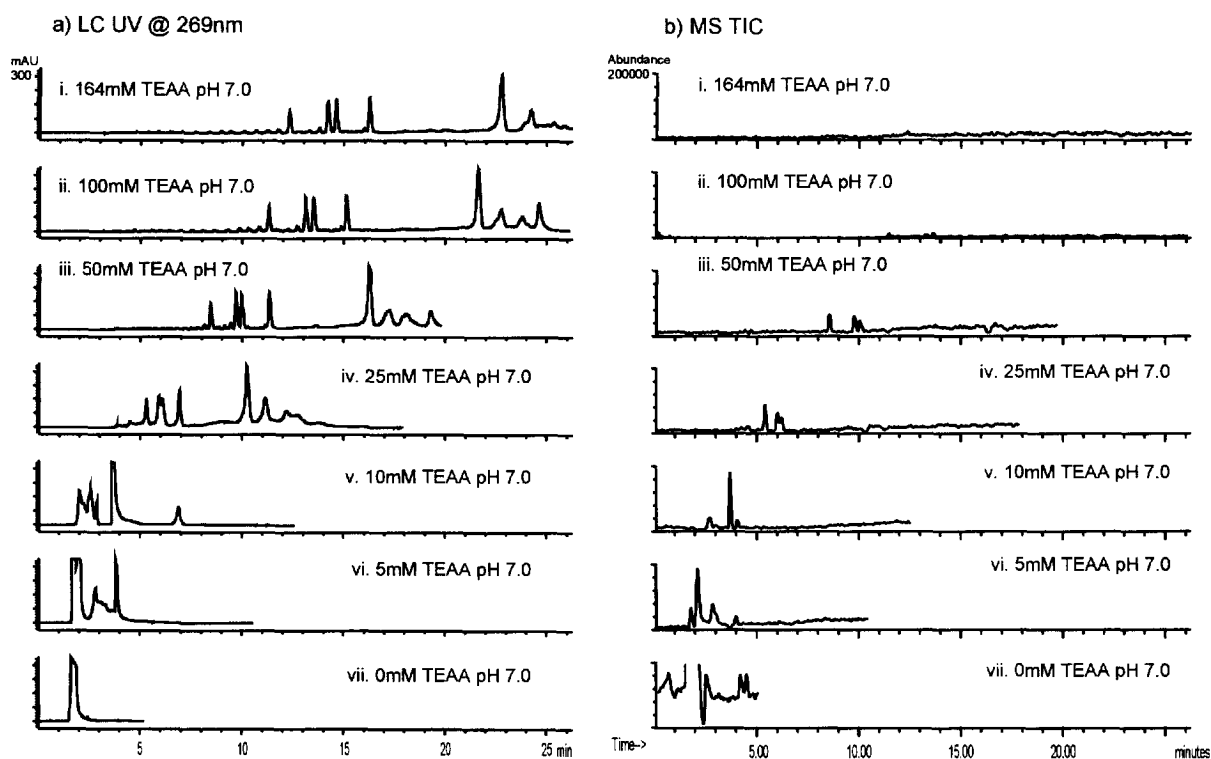 a) LC UV @ 269nm
mAU
300
i. 164mM TEAA pH 7.0
ii. 100mM TEAA pH 7.0
iii. 50mM TEAA pH 7.0
iv. 25mM TEAA pH 7.0
v. 10mM TEAA pH 7.0
vi. 5mM TEAA pH 7.0
vii. 0mM TEAA pH 7.0
5 10 15 20 25 min
b) MS TIC
Abundance
200000
i. 164mM TEAA pH 7.0
ii. 100mM TEAA pH 7.0
iii. 50mM TEAA pH 7.0
iv. 25mM TEAA pH 7.0
v. 10mM TEAA pH 7.0
vi. 5mM TEAA pH 7.0
vii. 0mM TEAA pH 7.0
Time--> 5.00 10.00 15.00 20.00 minutes